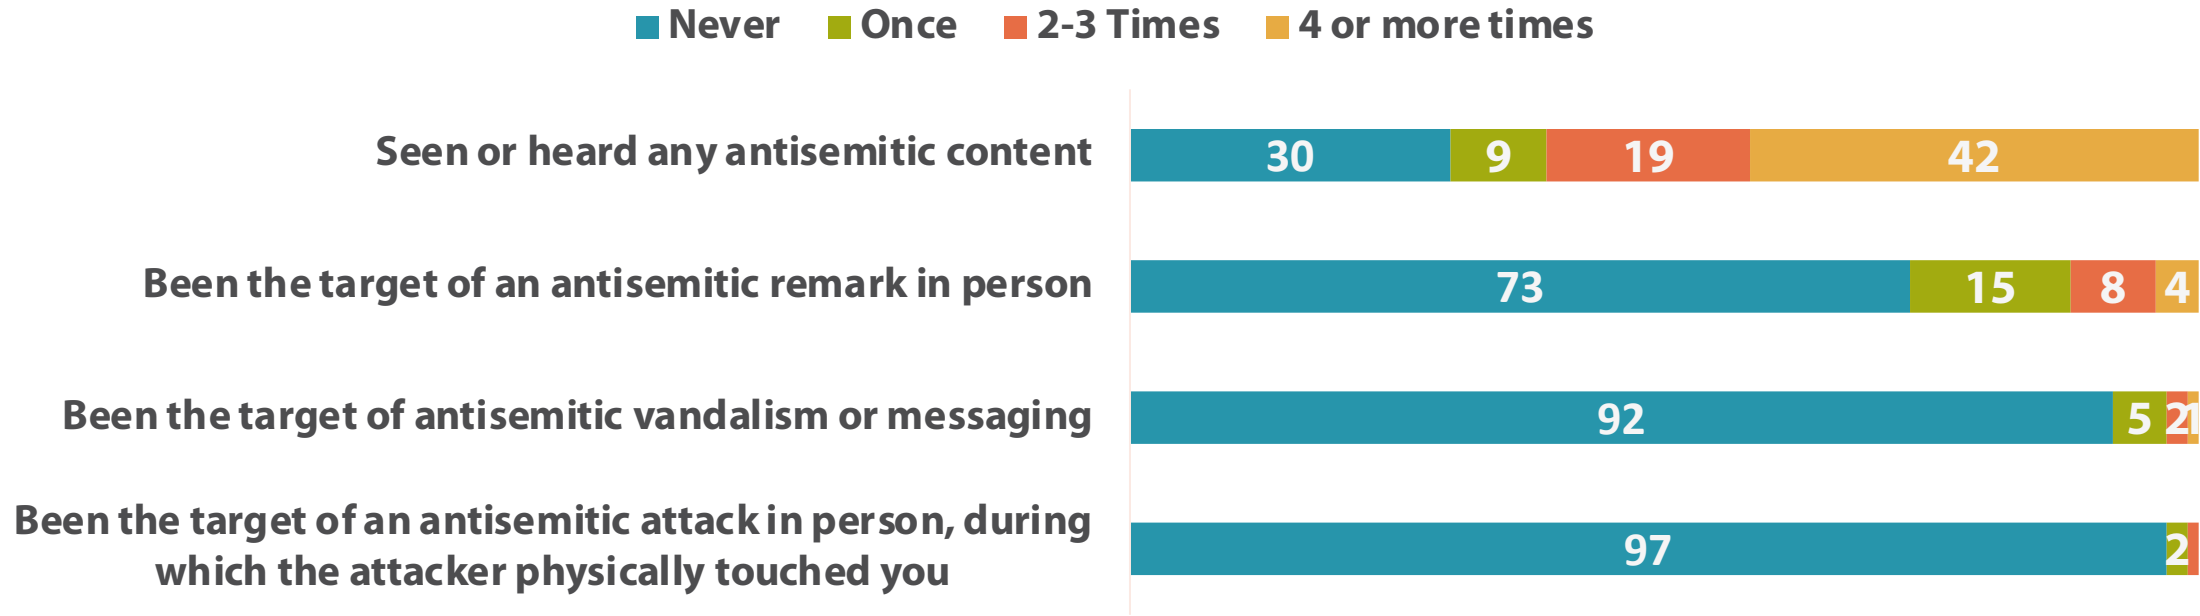 Never Once 2-3 Times 4 or more times
Seen or heard any antisemitic content 30 9 19 42
Been the target of an antisemitic remark in person 73 15 8 4
Been the target of antisemitic vandalism or messaging 92 5 2 1
Been the target of an antisemitic attack in person, during
which the attacker physically touched you 97 2